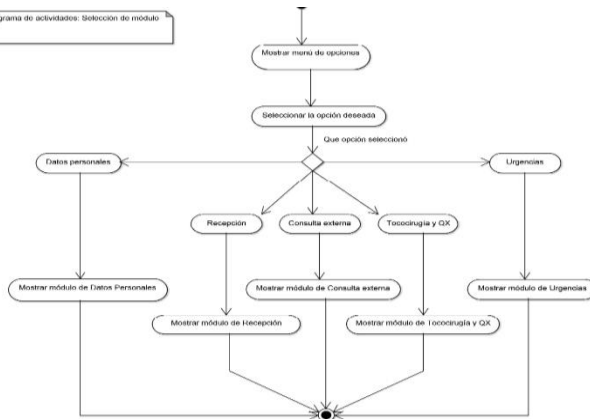 grama de actividades: Selección de módulo
Mostrar menú de opciones
Seleccionar la opción deseada
Que opción seleccionó
Datos personales
Urgencias
Recepción
Consulta externa
Tococirugía y QX
Mostrar módulo de Datos Personales
Mostrar módulo de Consulta externa
Mostrar módulo de Urgencias
Mostrar módulo de Recepción
Mostrar módulo de Tococirugía y QX